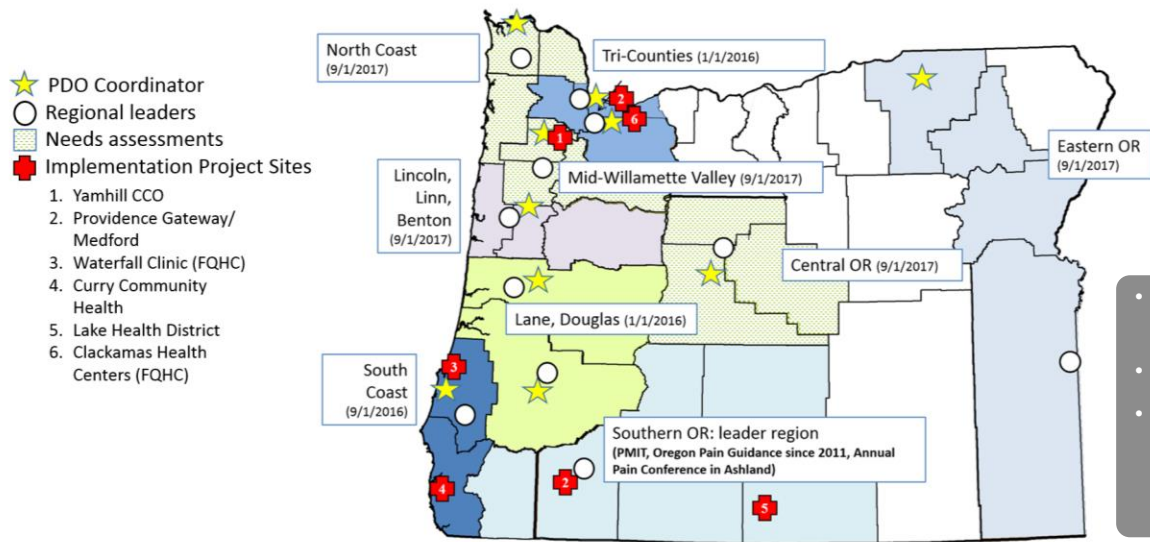 North Coast
(9/1/2017)
Tri-Counties (1/1/2016)
PDO Coordinator
Regional leaders
Needs assessments
Implementation Project Sites
1. Yamhill CCO
2. Providence Gateway/
Medford
3. Waterfall Clinic (FQHC)
4. Curry Community
Health
5. Lake Health District
6. Clackamas Health
Centers (FQHC)
2
6
1
Eastern OR
(9/1/2017)
Mid-Willamette Valley (9/1/2017)
Lincoln,
Linn,
Benton
(9/1/2017)
Central OR (9/1/2017)
Lane, Douglas (1/1/2016)
South
Coast
(9/1/2016)
3
Southern OR: leader region
(PMIT, Oregon Pain Guidance since 2011, Annual
Pain Conference in Ashland)
4
2
5